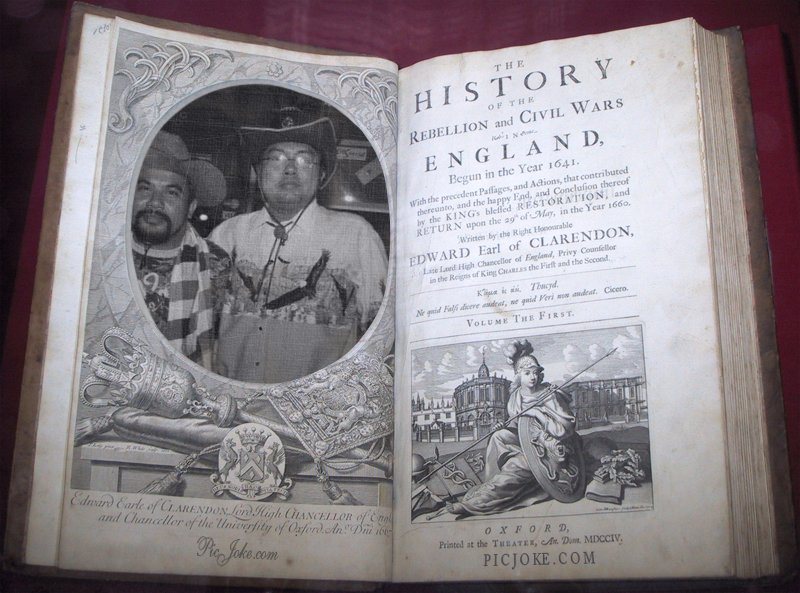 Edward Earle of CLARENDON, Lord High CHANCELLOR of Engl
and Chancellor of the University of Oxford. An.º Dni.
PicJoke.com
THE
HISTORY
OF THE
REBELLION and CIVIL WARS
IN
ENGLAND,
Begun in the Year 1641.
With the precedent Paſſages, and Actions, that contributed
thereunto, and the happy End, and Concluſion thereof
by the KING's bleſſed RESTORATION, and
RETURN upon the 29th of May, in the Year 1660.
Written by the Right Honourable
EDWARD Earl of CLARENDON,
Late Lord High Chancellor of England, Privy Counſellor
in the Reigns of King CHARLES the Firſt and the Second.
Thucyd.
Ne quid Falſi dicere audeat, ne quid Veri non audeat. Cicero.
VOLUME THE FIRST.
OXFORD,
Printed at the THEATER, An. Dom. MDCCIV.
PICJOKE.COM